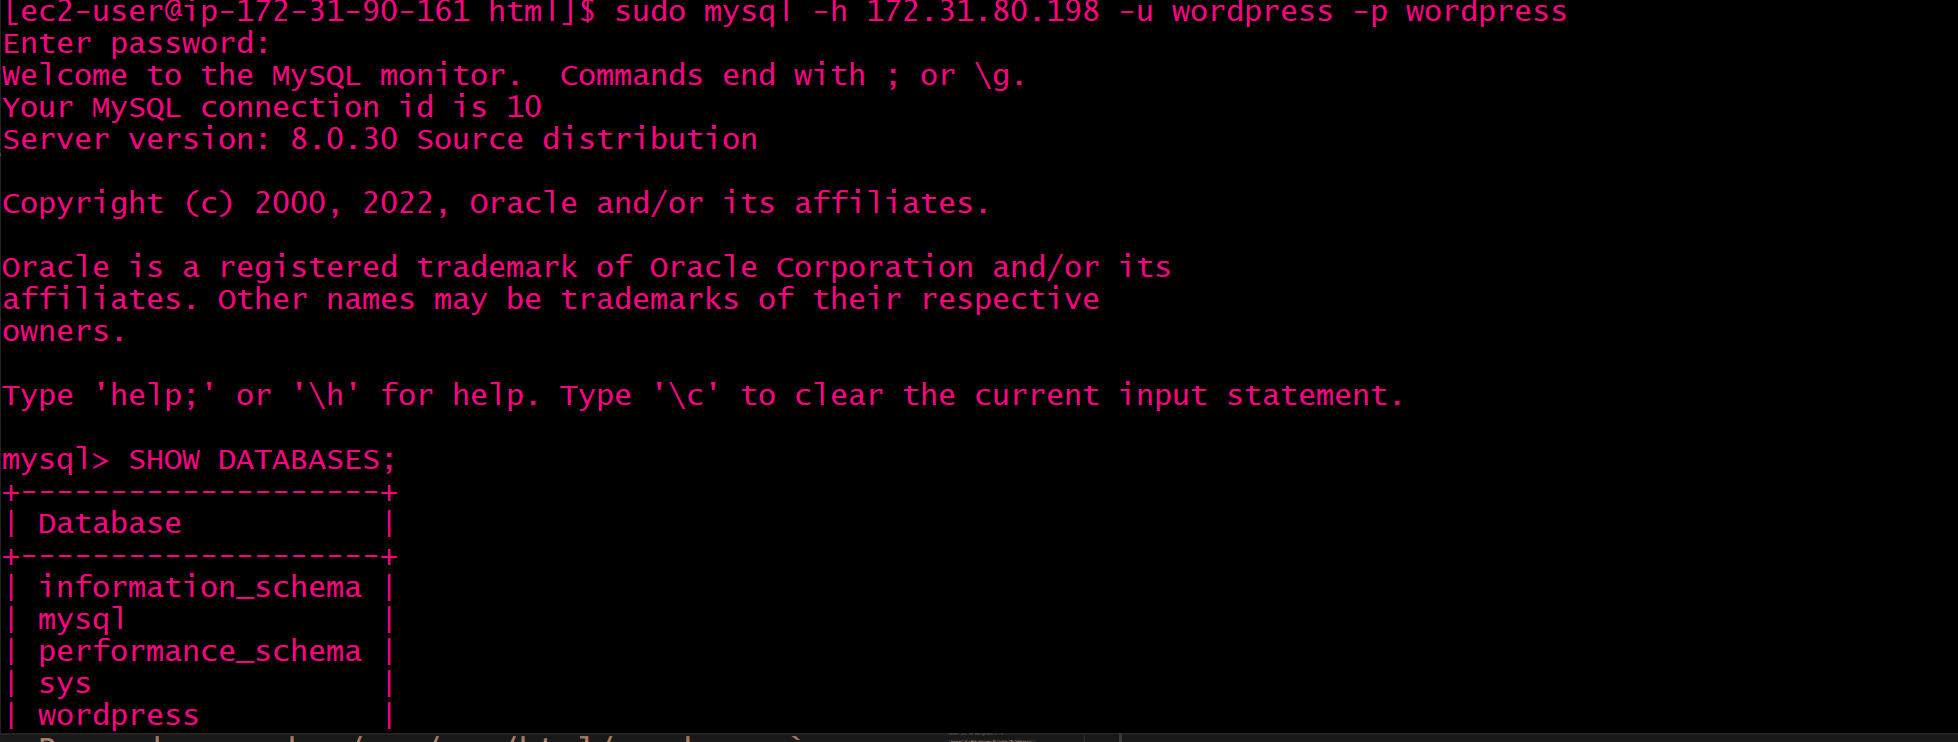 [ec2-user@ip-172-31-90-161 html]$ sudo mysql -h 172.31.80.198 -u wordpress -p wordpress
Enter password:
Welcome to the MySQL monitor.  Commands end with ; or \g.
Your MySQL connection id is 10
Server version: 8.0.30 Source distribution

Copyright (c) 2000, 2022, Oracle and/or its affiliates.

Oracle is a registered trademark of Oracle Corporation and/or its
affiliates. Other names may be trademarks of their respective
owners.

Type 'help;' or '\h' for help. Type '\c' to clear the current input statement.

mysql> SHOW DATABASES;
+--------------------+
| Database           |
+--------------------+
| information_schema |
| mysql              |
| performance_schema |
| sys                |
| wordpress          |